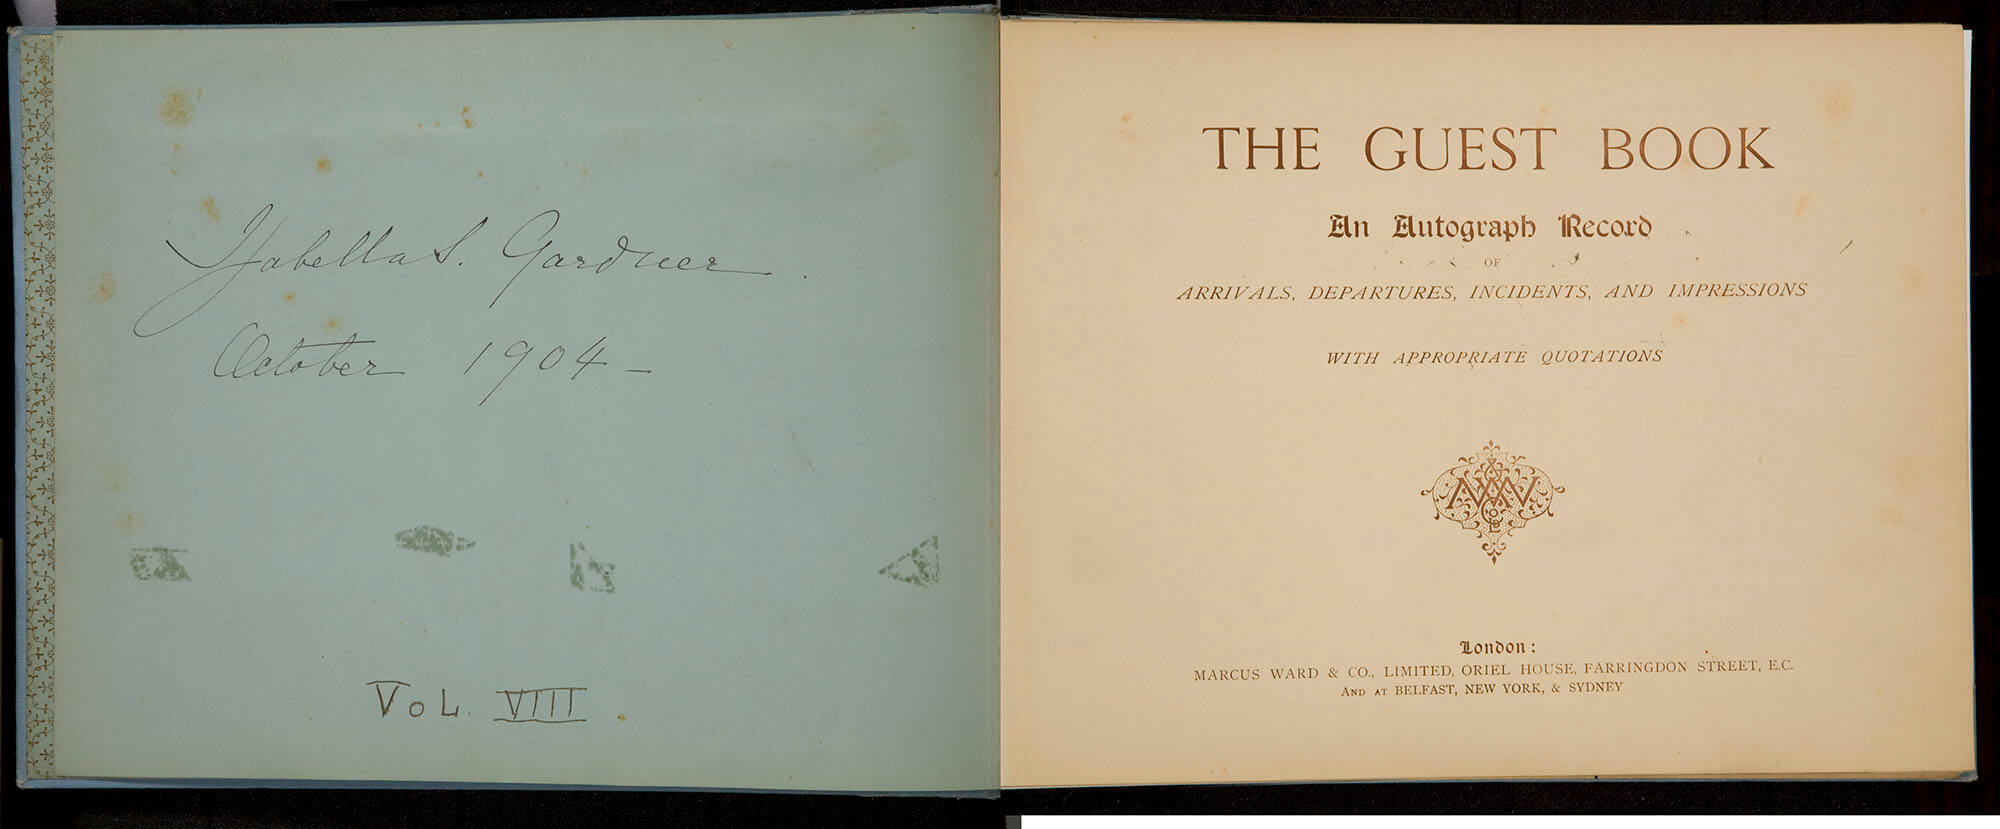 Isabella S. Gardner.
October 1904 –
VOL. VIII.
THE GUEST BOOK
An Autograph Record
OF
ARRIVALS, DEPARTURES, INCIDENTS, AND IMPRESSIONS
WITH APPROPRIATE QUOTATIONS
London:
MARCUS WARD & CO., LIMITED, ORIEL HOUSE, FARRINGDON STREET, E.C.
AND AT BELFAST, NEW YORK, & SYDNEY